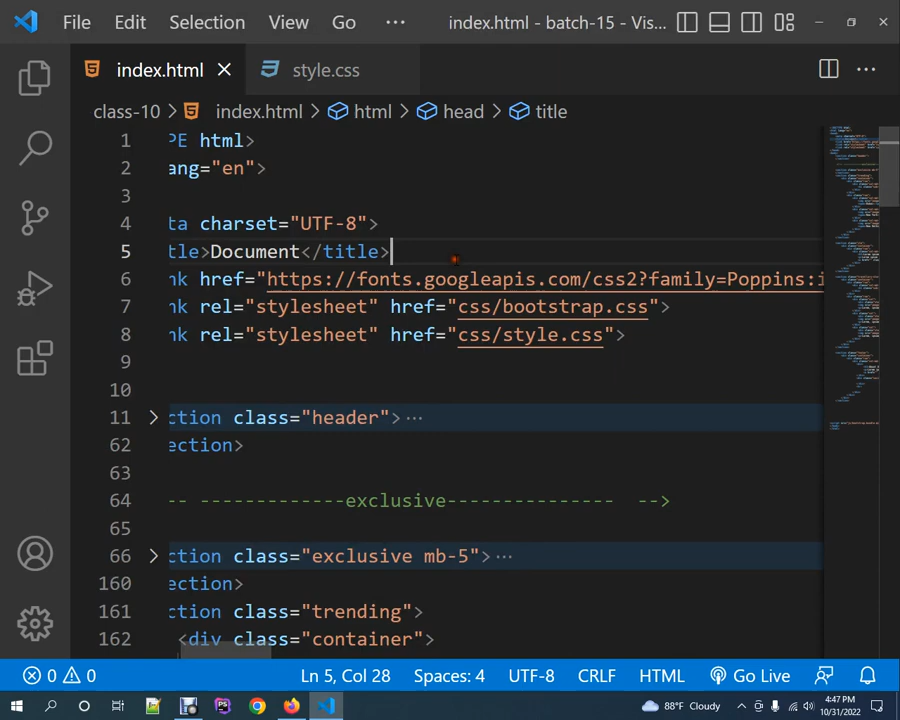 File Edit Selection View Go ··· index.html - batch-15 - Vis...
index.html style.css
class-10 > index.html > html > head > title
1 PE html>
2 ang="en">
3
4 ta charset="UTF-8">
5 tle>Document</title>
6 nk href="https://fonts.googleapis.com/css2?family=Poppins:i
7 nk rel="stylesheet" href="css/bootstrap.css">
8 nk rel="stylesheet" href="css/style.css">
9
10
11 ction class="header"> ···
62 ection>
63
64 -- -------------exclusive--------------- -->
65
66 ction class="exclusive mb-5"> ···
160 ection>
161 ction class="trending">
162 <div class="container">
0 0 Ln 5, Col 28 Spaces: 4 UTF-8 CRLF HTML Go Live
88°F Cloudy 4:47 PM
10/31/2022